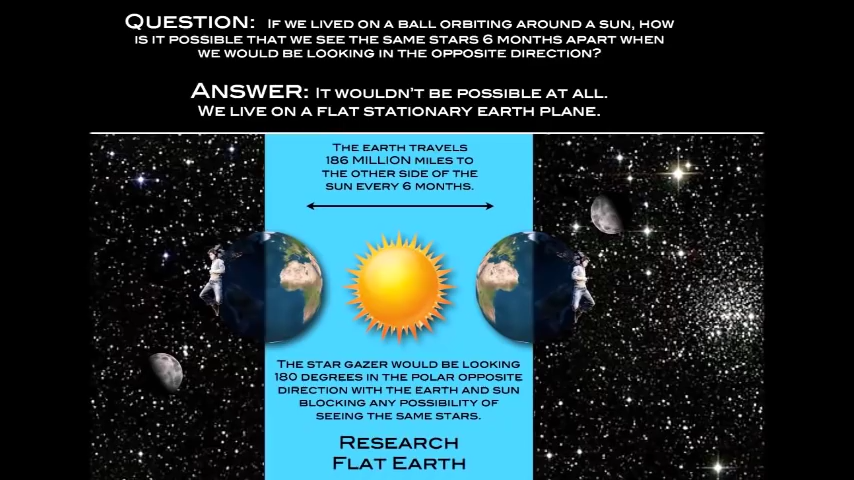 QUESTION: IF WE LIVED ON A BALL ORBITING AROUND A SUN, HOW
IS IT POSSIBLE THAT WE SEE THE SAME STARS 6 MONTHS APART WHEN
WE WOULD BE LOOKING IN THE OPPOSITE DIRECTION?
ANSWER: IT WOULDN'T BE POSSIBLE AT ALL.
WE LIVE ON A FLAT STATIONARY EARTH PLANE.
THE EARTH TRAVELS
186 MILLION MILES TO
THE OTHER SIDE OF THE
SUN EVERY 6 MONTHS.
THE STAR GAZER WOULD BE LOOKING
180 DEGREES IN THE POLAR OPPOSITE
DIRECTION WITH THE EARTH AND SUN
BLOCKING ANY POSSIBILITY OF
SEEING THE SAME STARS.
RESEARCH
FLAT EARTH